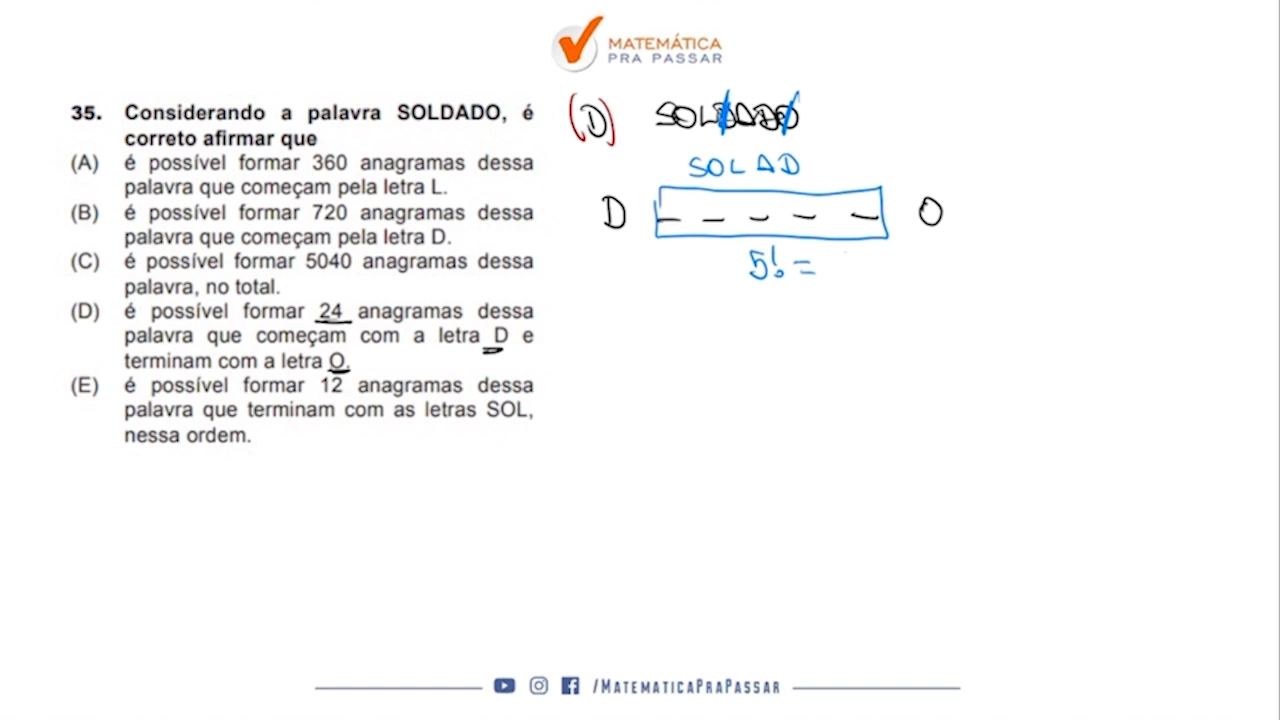 MATEMÁTICA
PRA PASSAR
35. Considerando a palavra SOLDADO, é
correto afirmar que
(A) é possível formar 360 anagramas dessa
palavra que começam pela letra L.
(B) é possível formar 720 anagramas dessa
palavra que começam pela letra D.
(C) é possível formar 5040 anagramas dessa
palavra, no total.
(D) é possível formar 24 anagramas dessa
palavra que começam com a letra D e
terminam com a letra O.
(E) é possível formar 12 anagramas dessa
palavra que terminam com as letras SOL,
nessa ordem.
(D) SOLDADO
SOLAD
D _ _ _ _ _ O
5! =
/MATEMATICAPRAPASSAR